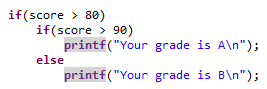 if(score > 80)
    if(score > 90)
        printf("Your grade is A\n");
    else
        printf("Your grade is B\n");